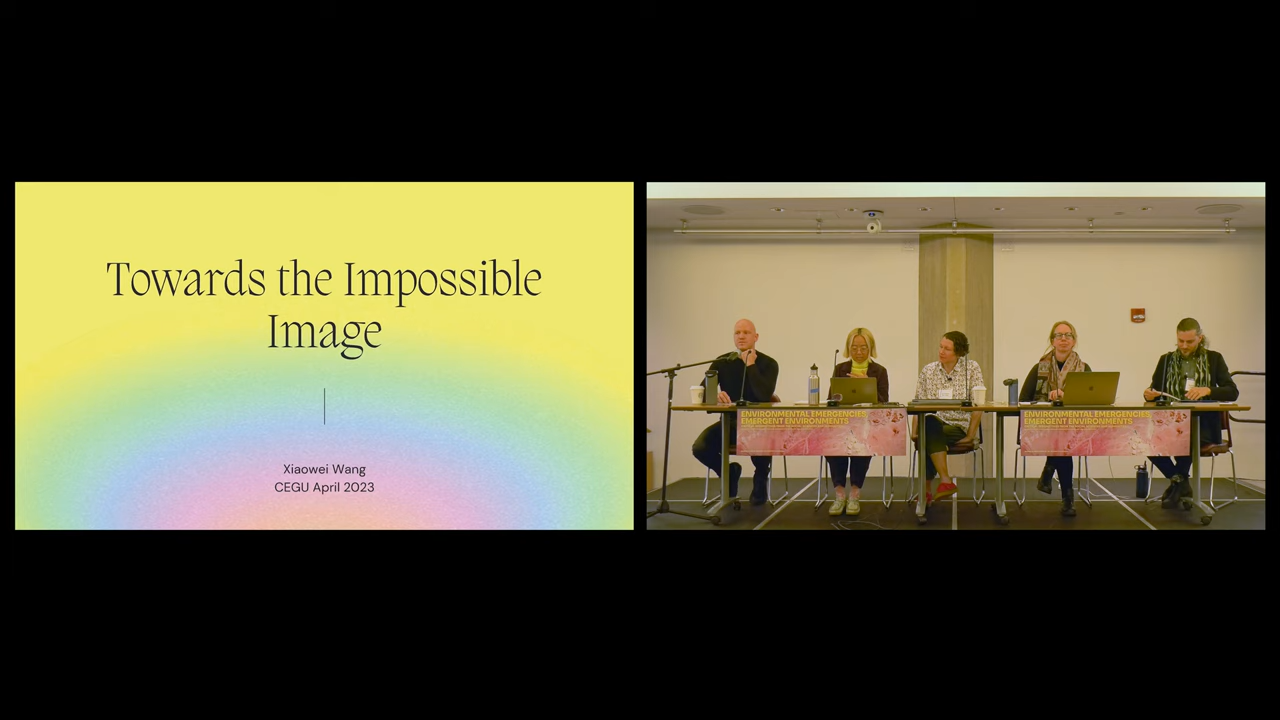 Towards the Impossible
Image
Xiaowei Wang
CEGU April 2023
ENVIRONMENTAL EMERGENCIES
EMERGENT ENVIRONMENTS
ENVIRONMENTAL EMERGENCIES
EMERGENT ENVIRONMENTS